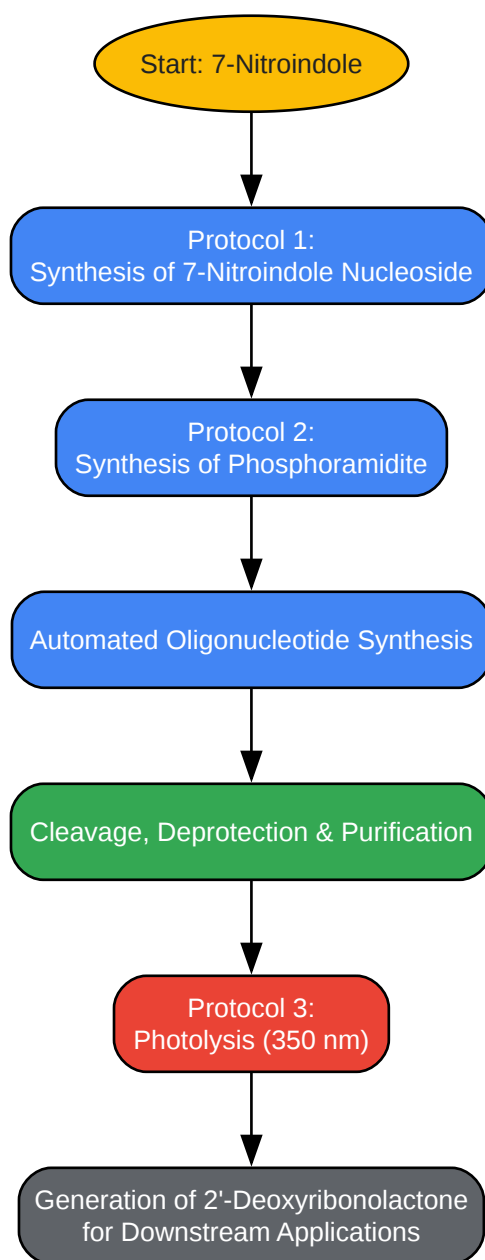 Start: 7-Nitroindole
Protocol 1:
Synthesis of 7-Nitroindole Nucleoside
Protocol 2:
Synthesis of Phosphoramidite
Automated Oligonucleotide Synthesis
Cleavage, Deprotection & Purification
Protocol 3:
Photolysis (350 nm)
Generation of 2'-Deoxyribonolactone
for Downstream Applications